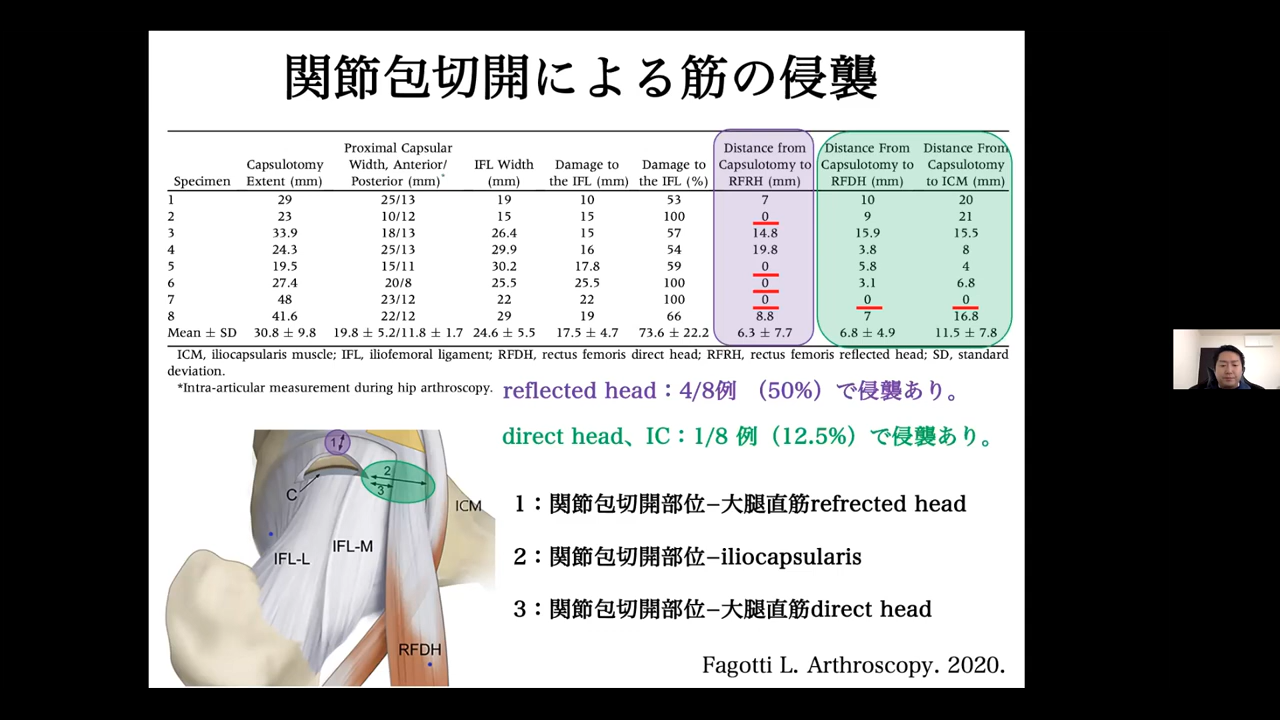 関節包切開による筋の侵襲
Specimen Capsulotomy Extent (mm) Proximal Capsular Width, Anterior/ Posterior (mm)* IFL Width (mm) Damage to the IFL (mm) Damage to the IFL (%) Distance from Capsulotomy to RFRH (mm) Distance From Capsulotomy to RFDH (mm) Distance From Capsulotomy to ICM (mm)
1 29 25/13 19 10 53 7 10 20
2 23 10/12 15 15 100 0 9 21
3 33.9 18/13 26.4 15 57 14.8 15.9 15.5
4 24.3 25/13 29.9 16 54 19.8 3.8 8
5 19.5 15/11 30.2 17.8 59 0 5.8 4
6 27.4 20/8 25.5 25.5 100 0 3.1 6.8
7 48 23/12 22 22 100 0 0 0
8 41.6 22/12 29 19 66 8.8 7 16.8
Mean ± SD 30.8 ± 9.8 19.8 ± 5.2/11.8 ± 1.7 24.6 ± 5.5 17.5 ± 4.7 73.6 ± 22.2 6.3 ± 7.7 6.8 ± 4.9 11.5 ± 7.8
ICM, iliocapsularis muscle; IFL, iliofemoral ligament; RFDH, rectus femoris direct head; RFRH, rectus femoris reflected head; SD, standard
deviation.
*Intra-articular measurement during hip arthroscopy.
reflected head：4/8例 （50%）で侵襲あり。
direct head、IC：1/8 例（12.5%）で侵襲あり。
1
2
3
C
ICM
IFL-L
IFL-M
RFDH
1：関節包切開部位−大腿直筋refrected head
2：関節包切開部位−iliocapsularis
3：関節包切開部位−大腿直筋direct head
Fagotti L. Arthroscopy. 2020.